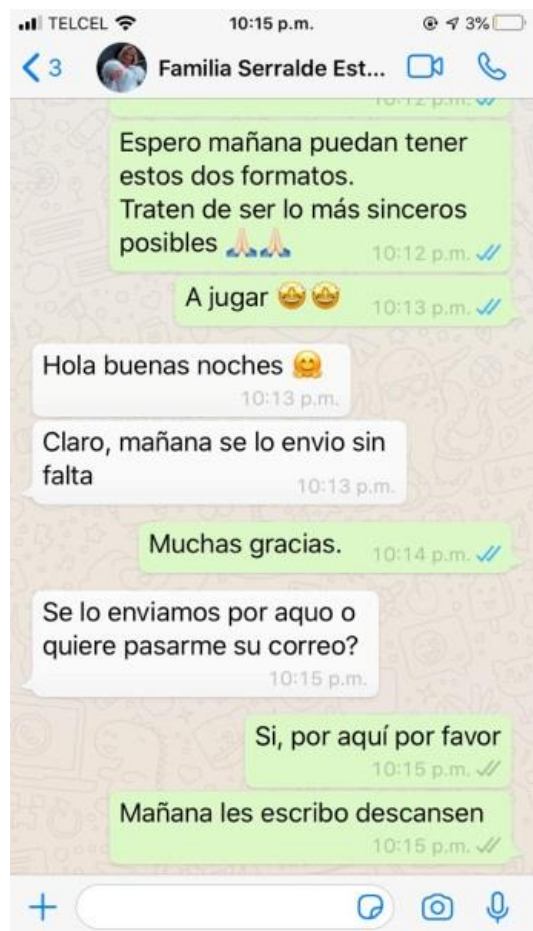 TELCEL 10:15 p.m. 3%
3 Familia Serralde Est...
10:12 p.m.
Espero mañana puedan tener
estos dos formatos.
Traten de ser lo más sinceros
posibles 🙏🏻🙏🏻 10:12 p.m.
A jugar 🤩🤩 10:13 p.m.
Hola buenas noches 🤗
10:13 p.m.
Claro, mañana se lo envio sin
falta 10:13 p.m.
Muchas gracias. 10:14 p.m.
Se lo enviamos por aquo o
quiere pasarme su correo?
10:15 p.m.
Si, por aquí por favor
10:15 p.m.
Mañana les escribo descansen
10:15 p.m.